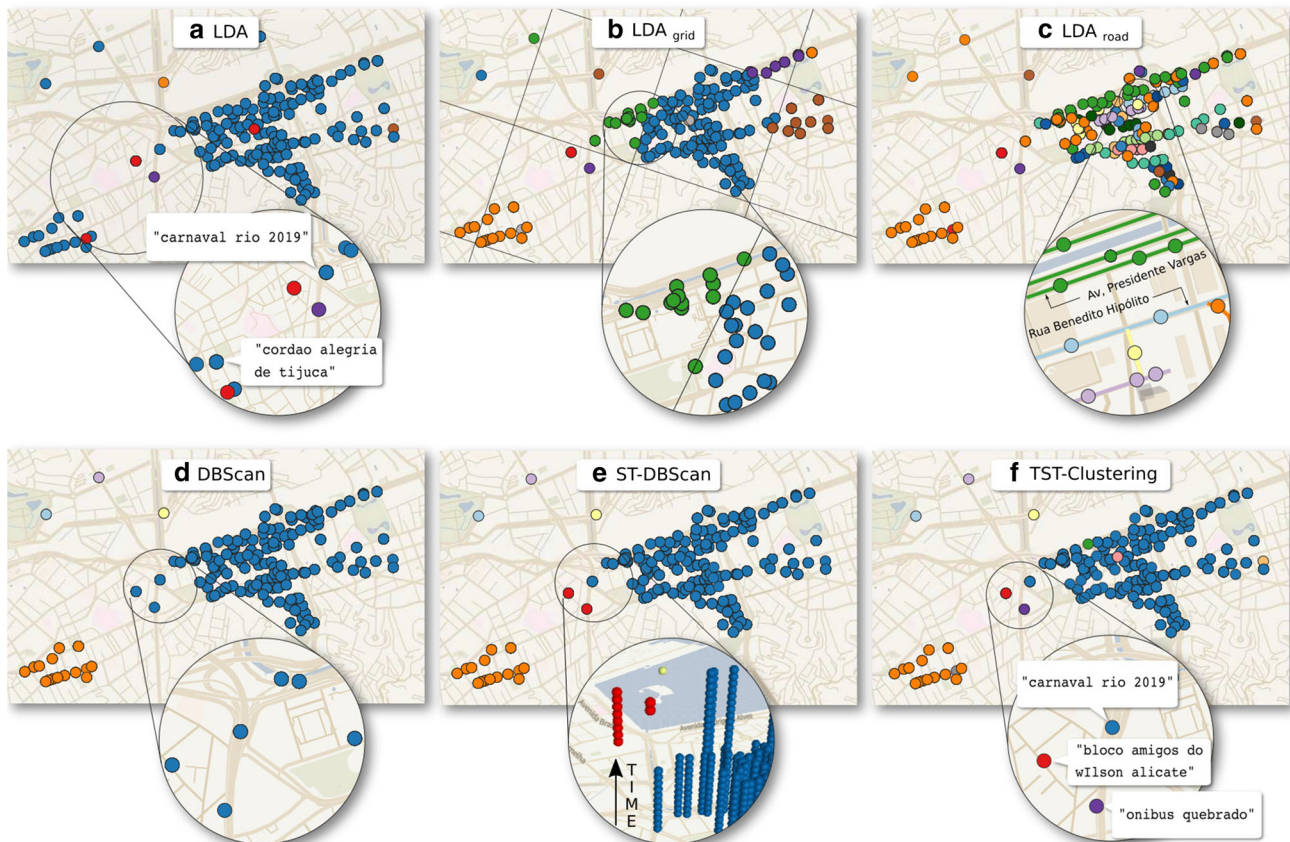 a LDA
b LDA grid
c LDA road
"carnaval rio 2019"
"cordao alegria
de tijuca"
Av, Presidente Vargas
Rua Benedito Hipólito
d DBScan
e ST-DBScan
f TST-Clustering
TIME
"carnaval rio 2019"
"bloco amigos do
wIlson alicate"
"onibus quebrado"